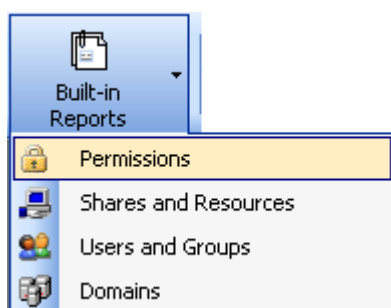 Built-in
Reports
Permissions
Shares and Resources
Users and Groups
Domains